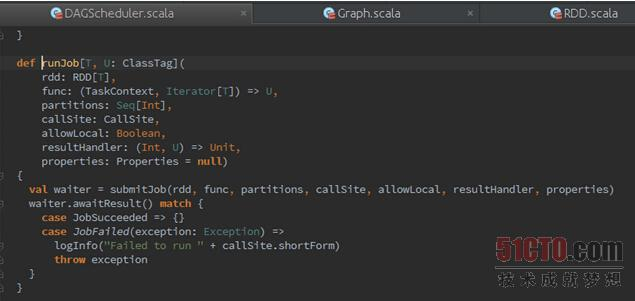 DAGScheduler.scala × Graph.scala × RDD.scala
}
def runJob[T, U: ClassTag](
rdd: RDD[T],
func: (TaskContext, Iterator[T]) => U,
partitions: Seq[Int],
callSite: CallSite,
allowLocal: Boolean,
resultHandler: (Int, U) => Unit,
properties: Properties = null)
{
val waiter = submitJob(rdd, func, partitions, callSite, allowLocal, resultHandler, properties)
waiter.awaitResult() match {
case JobSucceeded => {}
case JobFailed(exception: Exception) =>
logInfo("Failed to run " + callSite.shortForm)
throw exception
}
}
51CTO.com
技术成就梦想